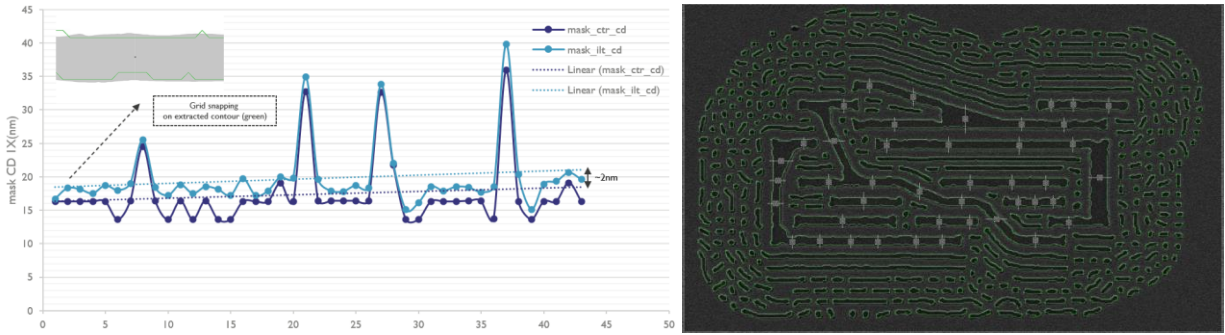 45
40
35
30
25
20
15
10
5
0
mask CD 1X(nm)
Grid snapping
on extracted contour (green)
mask_ctr_cd
mask_ilt_cd
Linear (mask_ctr_cd)
Linear (mask_ilt_cd)
~2nm
0 5 10 15 20 25 30 35 40 45 50